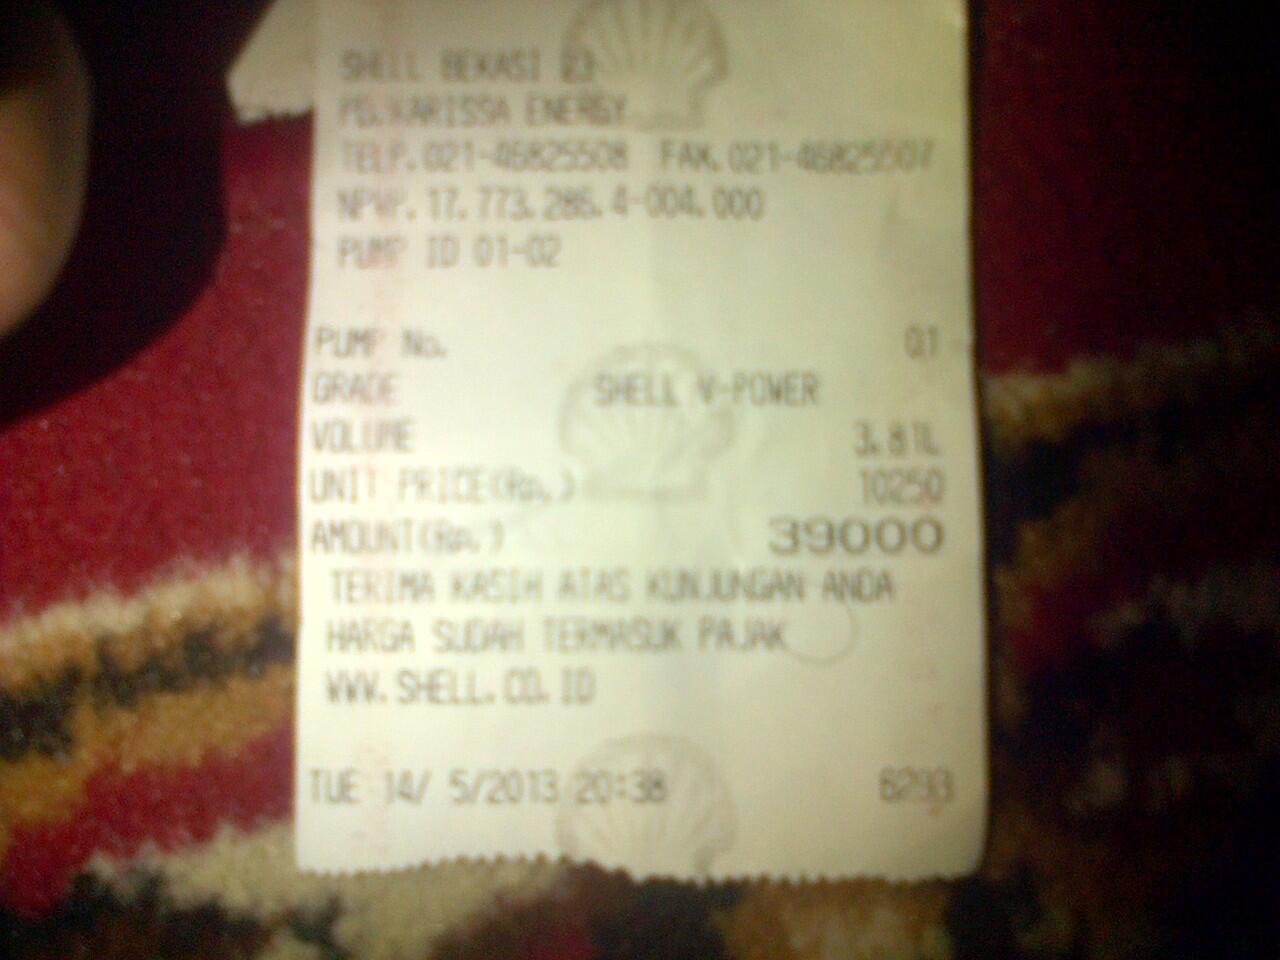 SHELL BEKASI 23
PD.KARISSA ENERGY
TELP.021-46825508 FAX.021-46825507
NPWP.17.773.286.4-004.000
PUMP ID 01-02
PUMP No. 01
GRADE SHELL V-POWER
VOLUME 3.81L
UNIT PRICE(Rp.) 10250
AMOUNT(Rp.) 39000
TERIMA KASIH ATAS KUNJUNGAN ANDA
HARGA SUDAH TERMASUK PAJAK
WWW.SHELL.CO.ID
TUE 14/ 5/2013 20:38